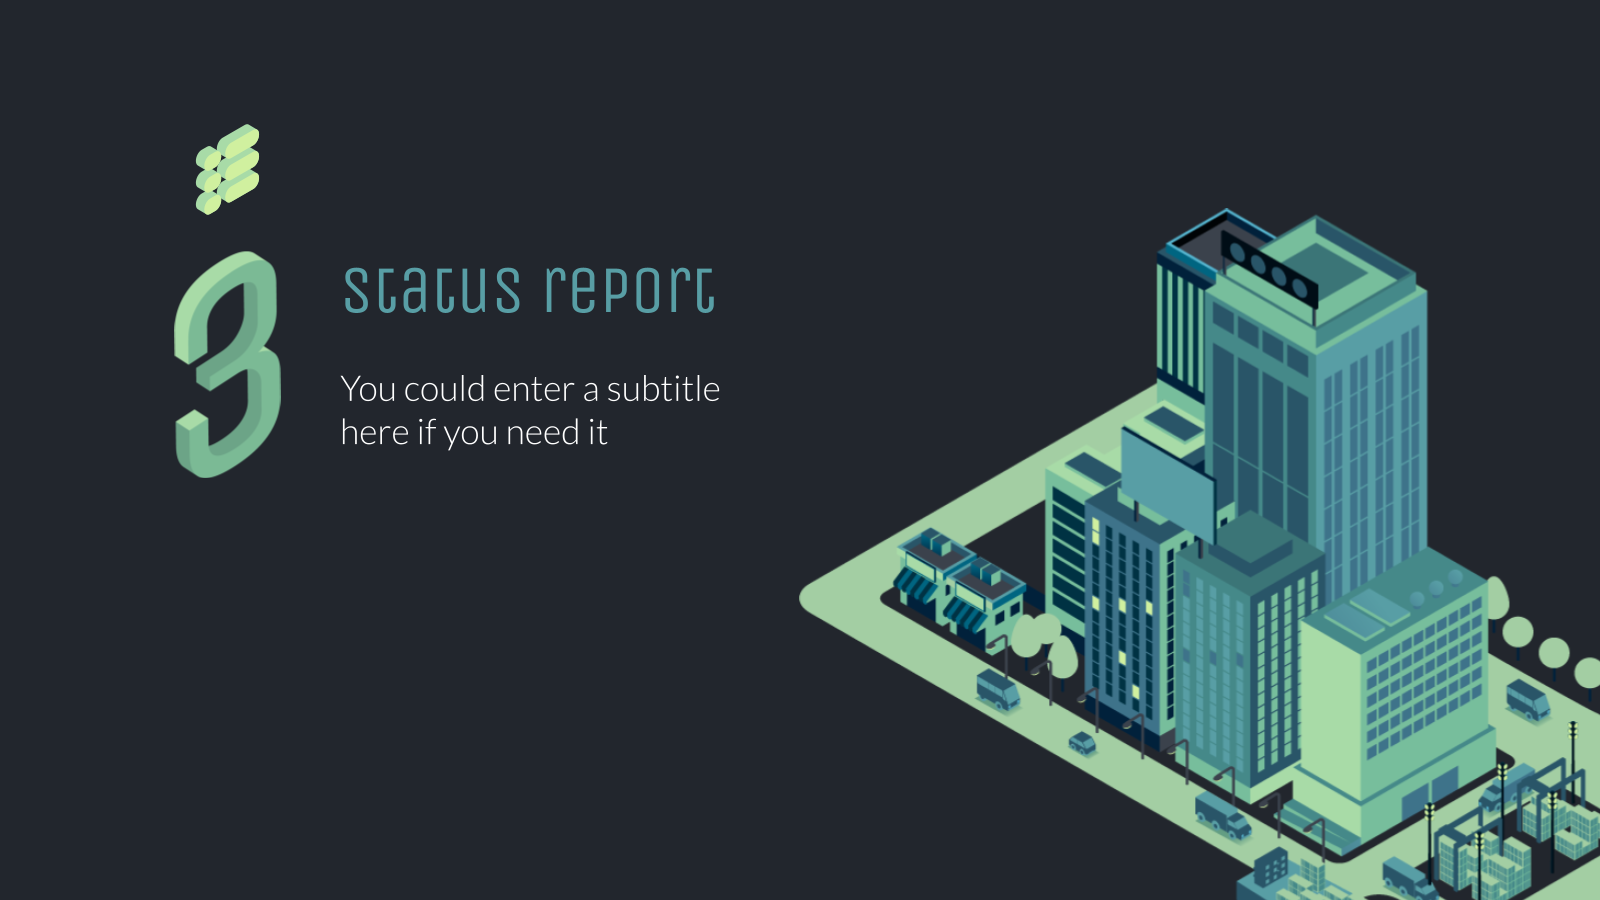 3
status report
You could enter a subtitle
here if you need it